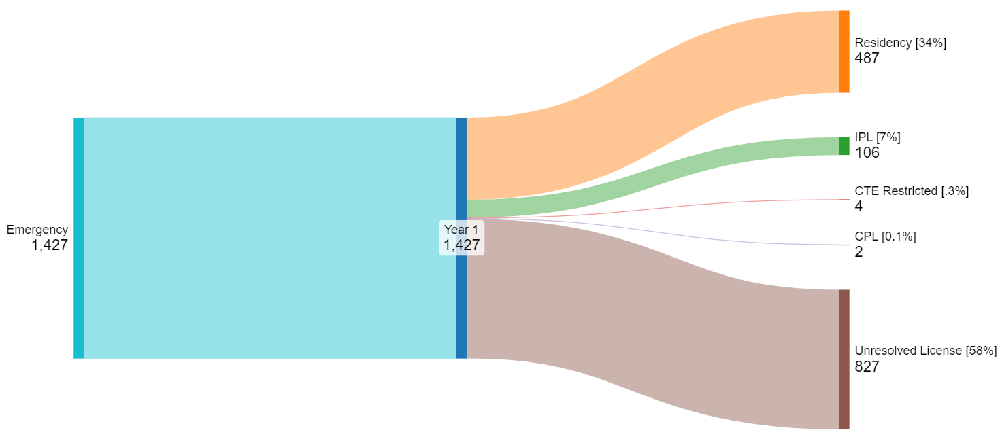 Emergency
1,427
Year 1
1,427
Residency [34%]
487
IPL [7%]
106
CTE Restricted [.3%]
4
CPL [0.1%]
2
Unresolved License [58%]
827